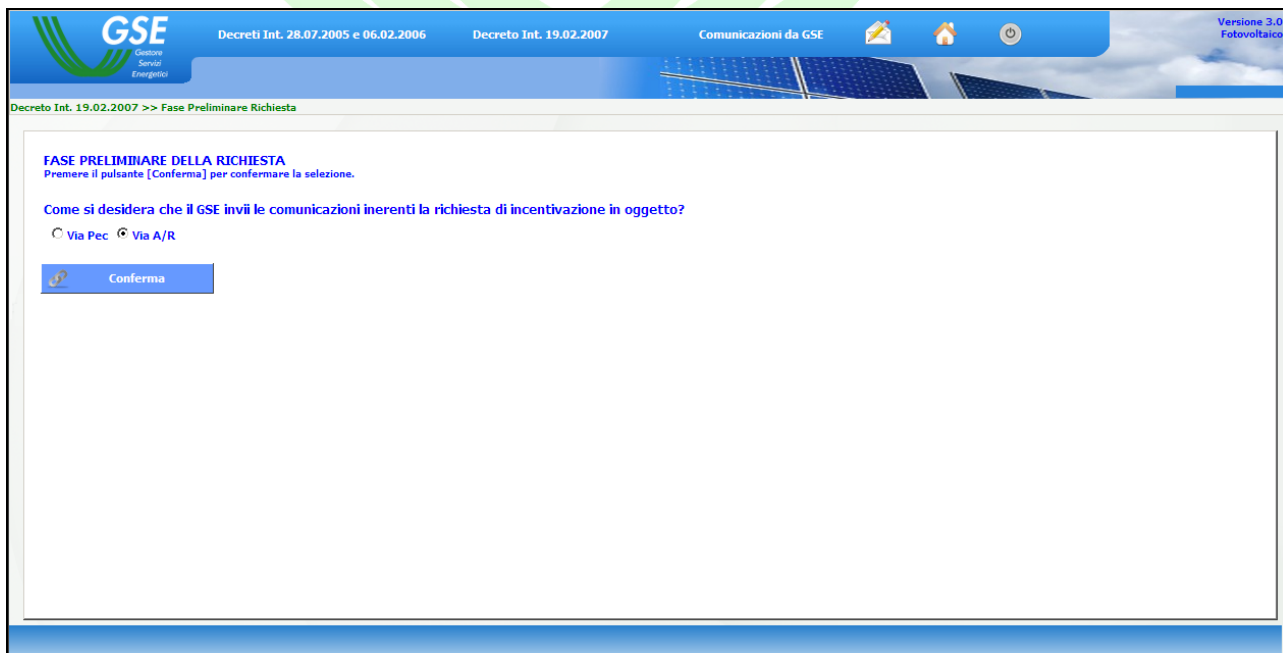 GSE
Gestore
Servizi
Energetici
Decreti Int. 28.07.2005 e 06.02.2006
Decreto Int. 19.02.2007
Comunicazioni da GSE
Versione 3.0
Fotovoltaico
Decreto Int. 19.02.2007 >> Fase Preliminare Richiesta
FASE PRELIMINARE DELLA RICHIESTA
Premere il pulsante [Conferma] per confermare la selezione.
Come si desidera che il GSE invii le comunicazioni inerenti la richiesta di incentivazione in oggetto?
Via Pec Via A/R
Conferma